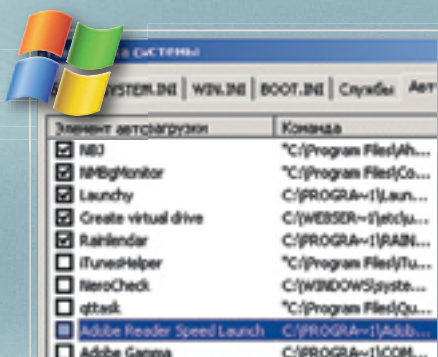 системы
SYSTEM.INI WIN.INI BOOT.INI Службы Авт
Элемент автозагрузки Команда
NBJ "C:\Program Files\Ah...
NMBgMonitor "C:\Program Files\Co...
Launchy C:\PROGRA~1\Laun...
Create virtual drive C:\WEBSER~1\etc\u...
Rainlendar C:\PROGRA~1\RAIN...
iTunesHelper "C:\Program Files\iTu...
NeroCheck C:\WINDOWS\syste...
qttask "C:\Program Files\Qu...
Adobe Reader Speed Launch C:\PROGRA~1\Adob...
Adobe Gamma C:\PROGRA~1\COM...